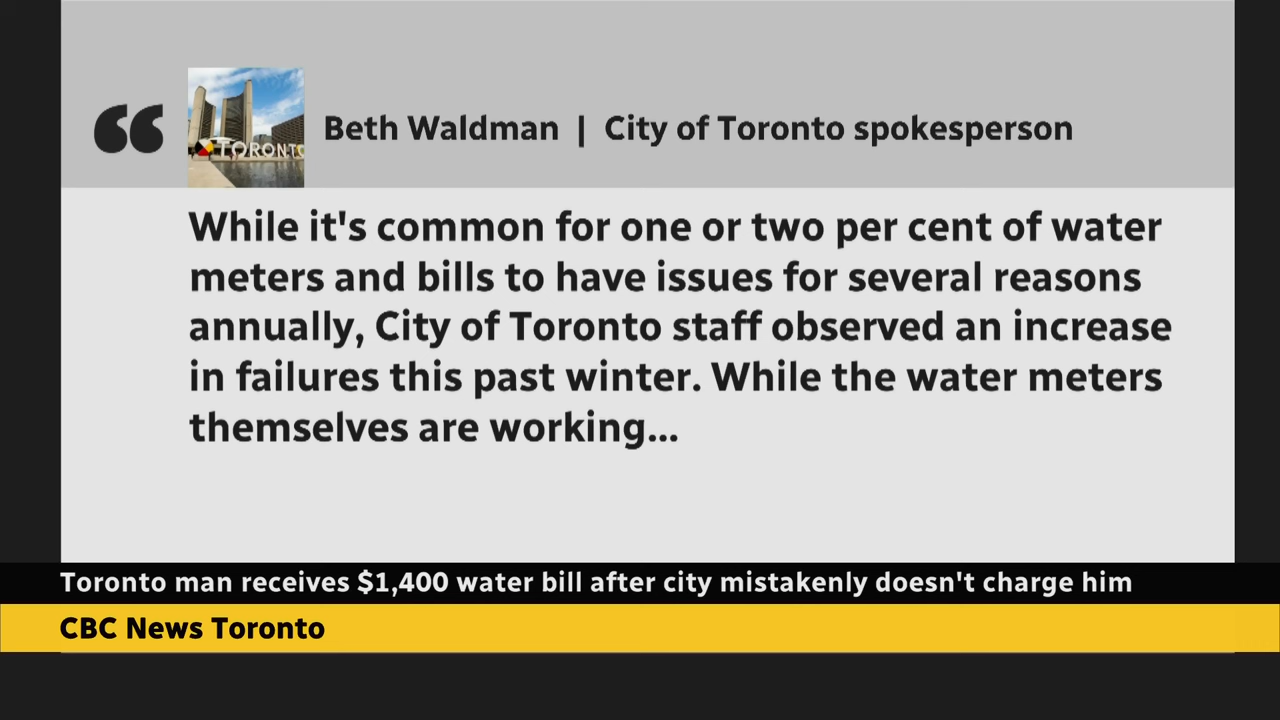 “
TORONTO
Beth Waldman | City of Toronto spokesperson
While it's common for one or two per cent of water
meters and bills to have issues for several reasons
annually, City of Toronto staff observed an increase
in failures this past winter. While the water meters
themselves are working...
Toronto man receives $1,400 water bill after city mistakenly doesn't charge him
CBC News Toronto